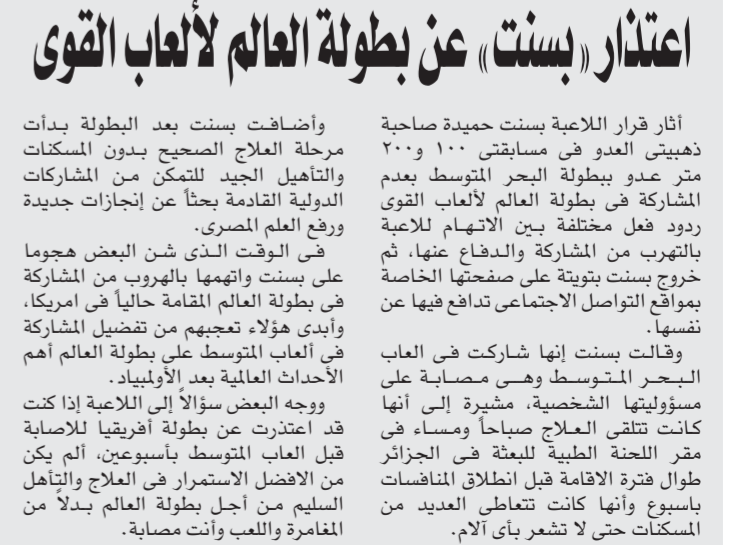 اعتذار «بسنت» عن بطولة العالم لألعاب القوى
أثار قرار اللاعبة بسنت حميدة صاحبة
ذهبيتى العدو فى مسابقتى ١٠٠ و٢٠٠
متر عدو ببطولة البحر المتوسط بعدم
المشاركة فى بطولة العالم لألعاب القوى
ردود فعل مختلفة بين الاتهام للاعبة
بالتهرب من المشاركة والدفاع عنها، ثم
خروج بسنت بتويتة على صفحتها الخاصة
بمواقع التواصل الاجتماعى تدافع فيها عن
نفسها.
وقالت بسنت إنها شاركت فى العاب
البحر المتوسط وهى مصابة على
مسؤوليتها الشخصية، مشيرة إلى أنها
كانت تتلقى العلاج صباحاً ومساء فى
مقر اللجنة الطبية للبعثة فى الجزائر
طوال فترة الاقامة قبل انطلاق المنافسات
باسبوع وأنها كانت تتعاطى العديد من
المسكنات حتى لا تشعر بأى آلام.
وأضافت بسنت بعد البطولة بدأت
مرحلة العلاج الصحيح بدون المسكنات
والتأهيل الجيد للتمكن من المشاركات
الدولية القادمة بحثاً عن إنجازات جديدة
ورفع العلم المصرى.
فى الوقت الذى شن البعض هجوما
على بسنت واتهمها بالهروب من المشاركة
فى بطولة العالم المقامة حالياً فى امريكا،
وأبدى هؤلاء تعجبهم من تفضيل المشاركة
فى ألعاب المتوسط على بطولة العالم أهم
الأحداث العالمية بعد الأولمبياد.
ووجه البعض سؤالاً إلى اللاعبة إذا كنت
قد اعتذرت عن بطولة أفريقيا للاصابة
قبل العاب المتوسط بأسبوعين، ألم يكن
من الافضل الاستمرار فى العلاج والتأهل
السليم من أجل بطولة العالم بدلاً من
المغامرة واللعب وأنت مصابة.